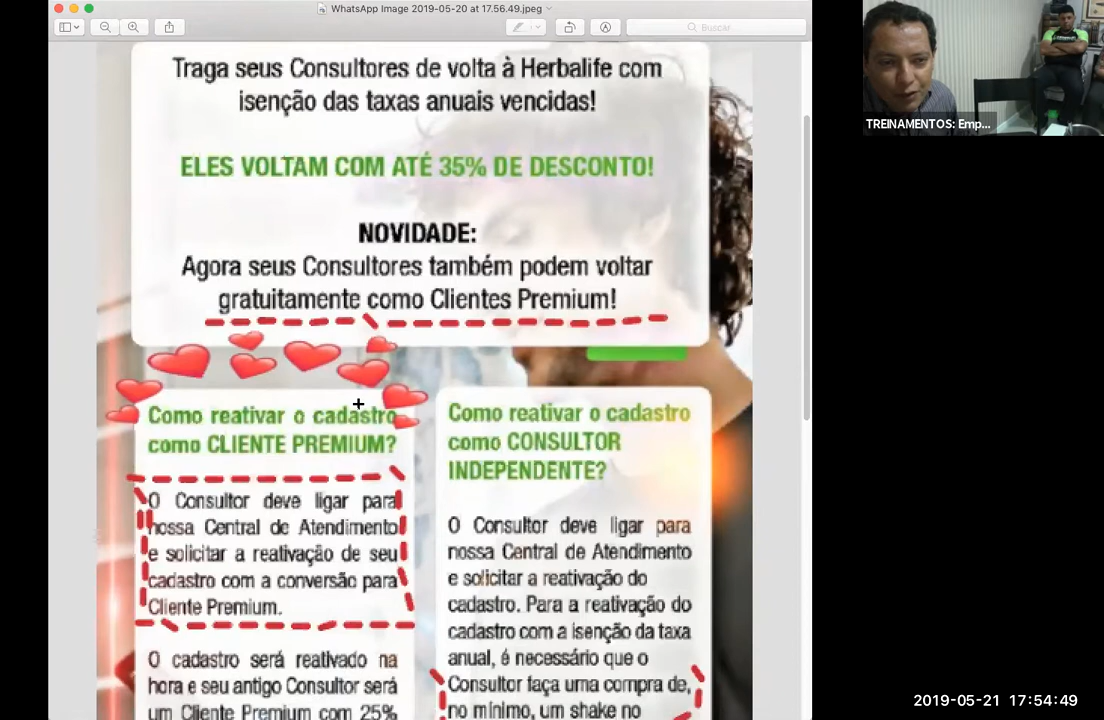 WhatsApp Image 2019-05-20 at 17.56.49.jpeg
Buscar
Traga seus Consultores de volta à Herbalife com
isenção das taxas anuais vencidas!
ELES VOLTAM COM ATÉ 35% DE DESCONTO!
NOVIDADE:
Agora seus Consultores também podem voltar
gratuitamente como Clientes Premium!
Como reativar o cadastro
como CLIENTE PREMIUM?
O Consultor deve ligar para
nossa Central de Atendimento
e solicitar a reativação de seu
cadastro com a conversão para
Cliente Premium.
O cadastro será reativado na
hora e seu antigo Consultor será
um Cliente Premium com 25%
Como reativar o cadastro
como CONSULTOR
INDEPENDENTE?
O Consultor deve ligar para
nossa Central de Atendimento
e solicitar a reativação do
cadastro. Para a reativação do
cadastro com a isenção da taxa
anual, é necessário que o
Consultor faça uma compra de,
no mínimo, um shake no
TREINAMENTOS: Emp...
2019-05-21 17:54:49